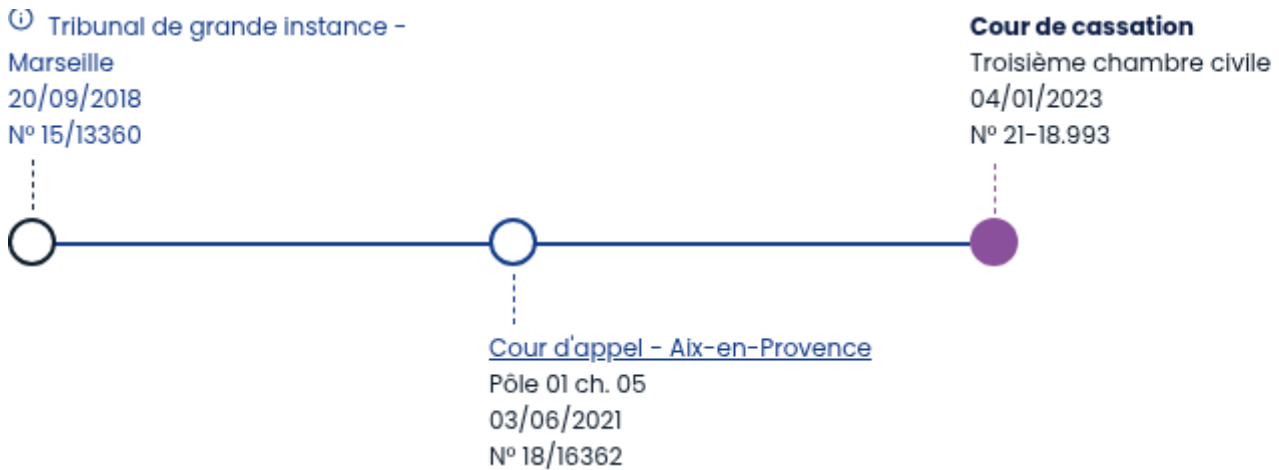 Tribunal de grande instance -
Marseille
20/09/2018
Nº 15/13360
Cour d'appel - Aix-en-Provence
Pôle 01 ch. 05
03/06/2021
Nº 18/16362
Cour de cassation
Troisième chambre civile
04/01/2023
Nº 21-18.993